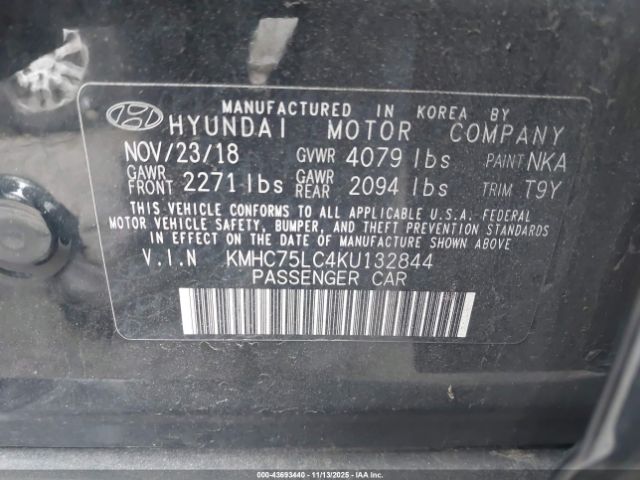 MANUFACTURED IN KOREA BY
HYUNDAI MOTOR COMPANY
NOV/23/18 GVWR 4079 lbs PAINT NKA
GAWR FRONT 2271 lbs GAWR REAR 2094 lbs TRIM T9Y
THIS VEHICLE CONFORMS TO ALL APPLICABLE U.S.A. FEDERAL
MOTOR VEHICLE SAFETY, BUMPER, AND THEFT PREVENTION STANDARDS
IN EFFECT ON THE DATE OF MANUFACTURE SHOWN ABOVE.
V.I.N KMHC75LC4KU132844
PASSENGER CAR
000-43693440 - 11/13/2025 - IAAI.COM